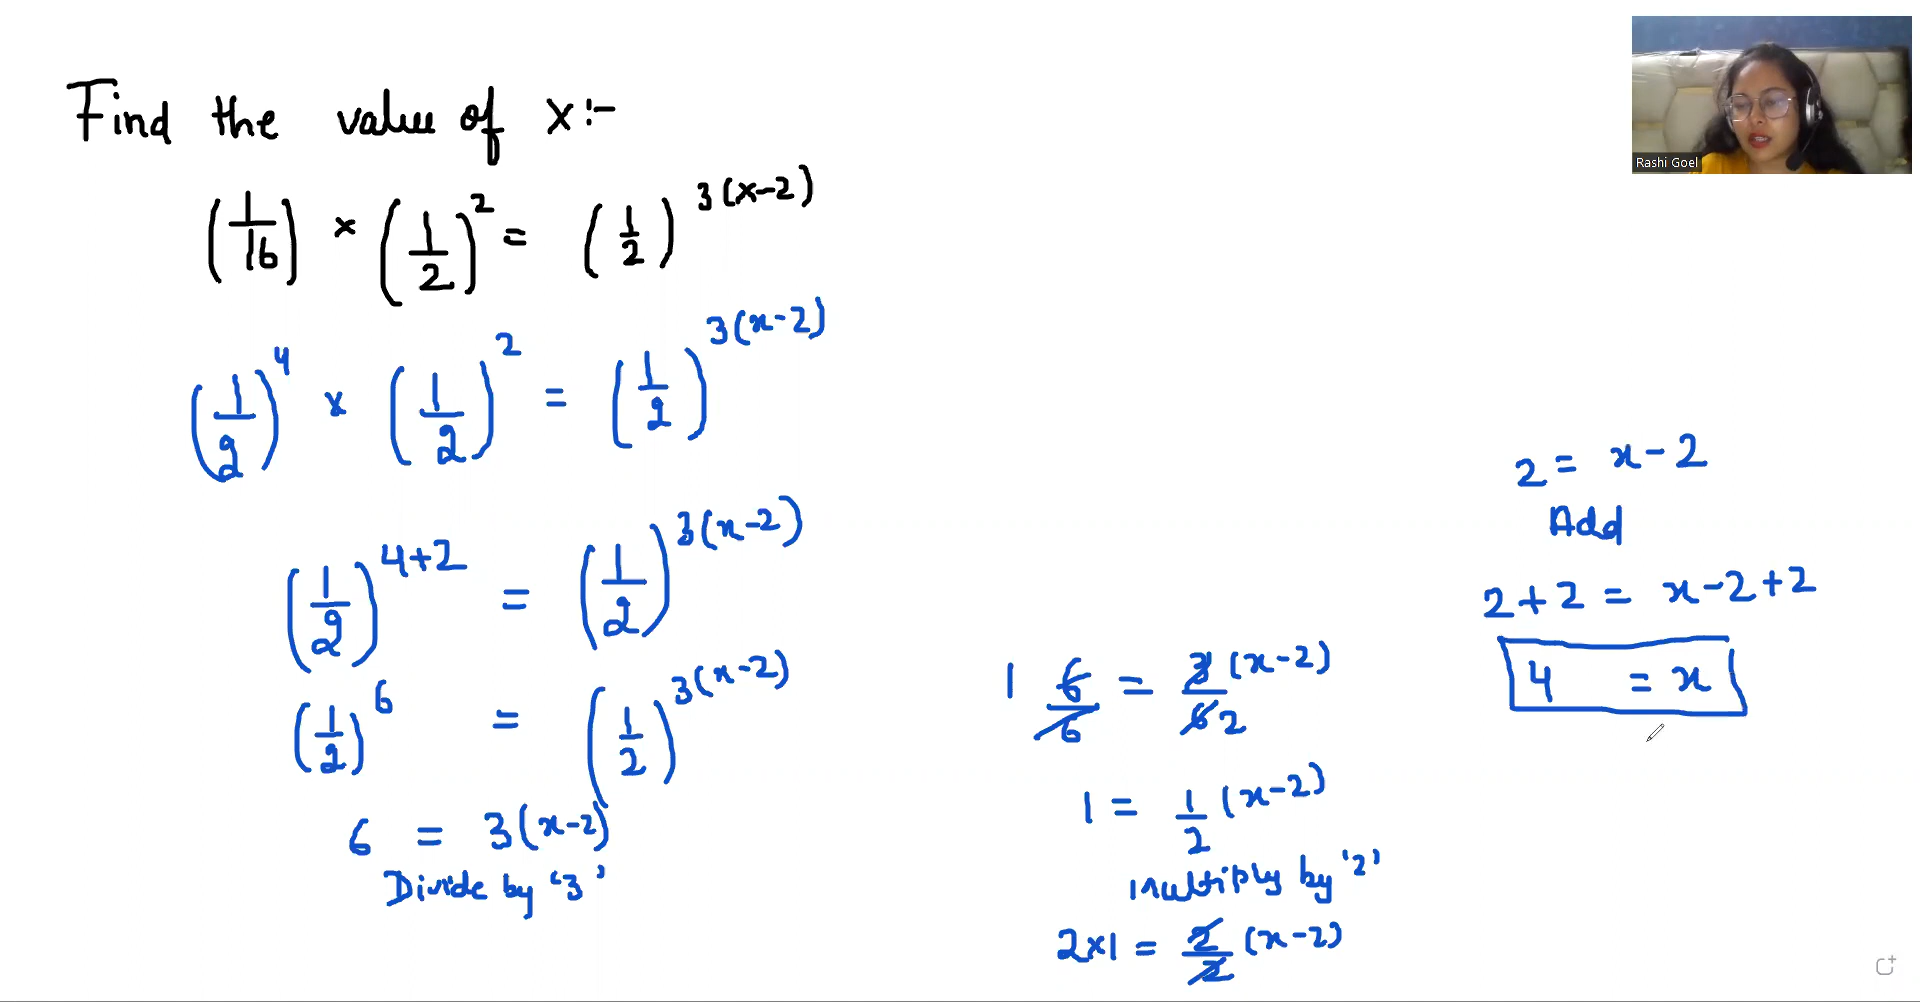 Find the value of x:-
(1/16) × (1/2)^2 = (1/2)^3(x-2)
(1/2)^4 × (1/2)^2 = (1/2)^3(x-2)
(1/2)^4+2 = (1/2)^3(x-2)
(1/2)^6 = (1/2)^3(x-2)
6 = 3(x-2)
Divide by '3'
1 6/6 = 3/6 2 (x-2)
1 = 1/2 (x-2)
multiply by '2'
2×1 = 2/2 (x-2)
2 = x-2
Add
2+2 = x-2+2
4 = x
Rashi Goel